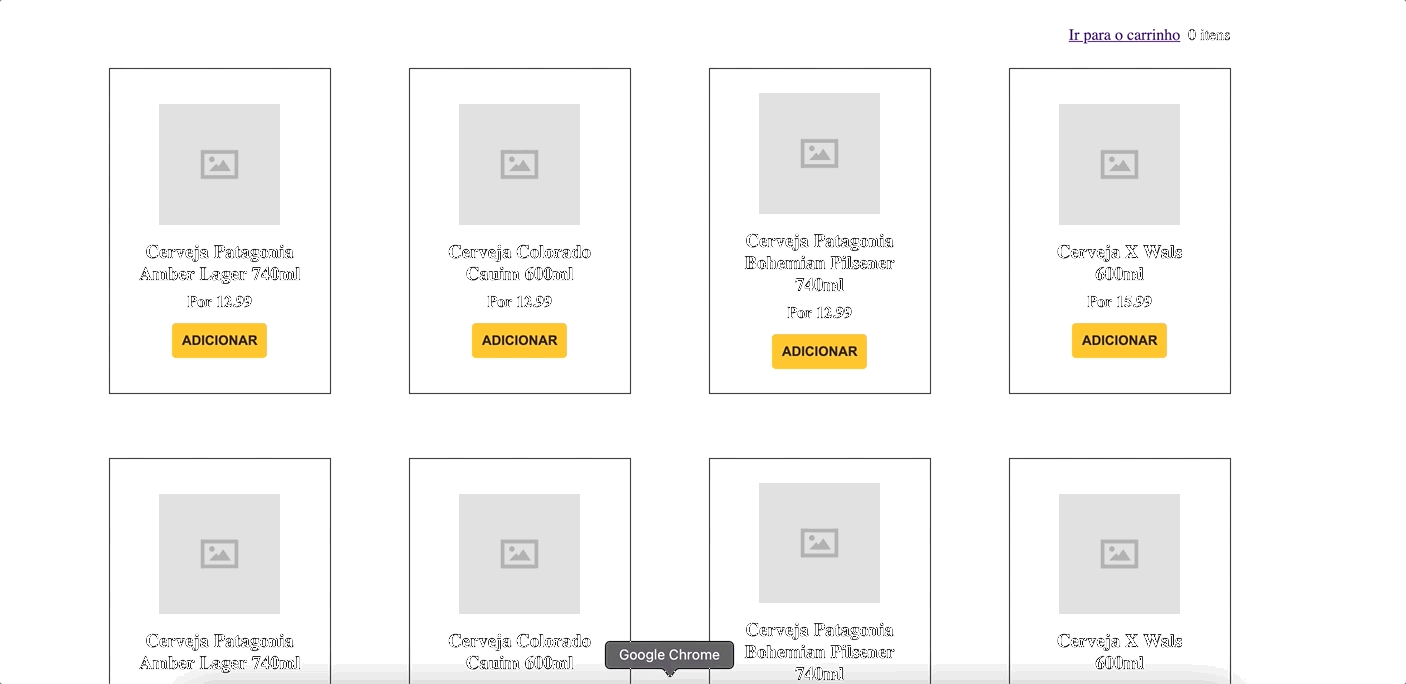 Ir para o carrinho 0 itens
Cerveja Patagonia
Amber Lager 740ml
Por 12.99
ADICIONAR
Cerveja Colorado
Cauim 600ml
Por 12.99
ADICIONAR
Cerveja Patagonia
Bohemian Pilsener
740ml
Por 12.99
ADICIONAR
Cerveja X Wals
600ml
Por 15.99
ADICIONAR
Cerveja Patagonia
Amber Lager 740ml
Cerveja Colorado
Cauim 600ml
Cerveja Patagonia
Bohemian Pilsener
740ml
Cerveja X Wals
600ml
Google Chrome